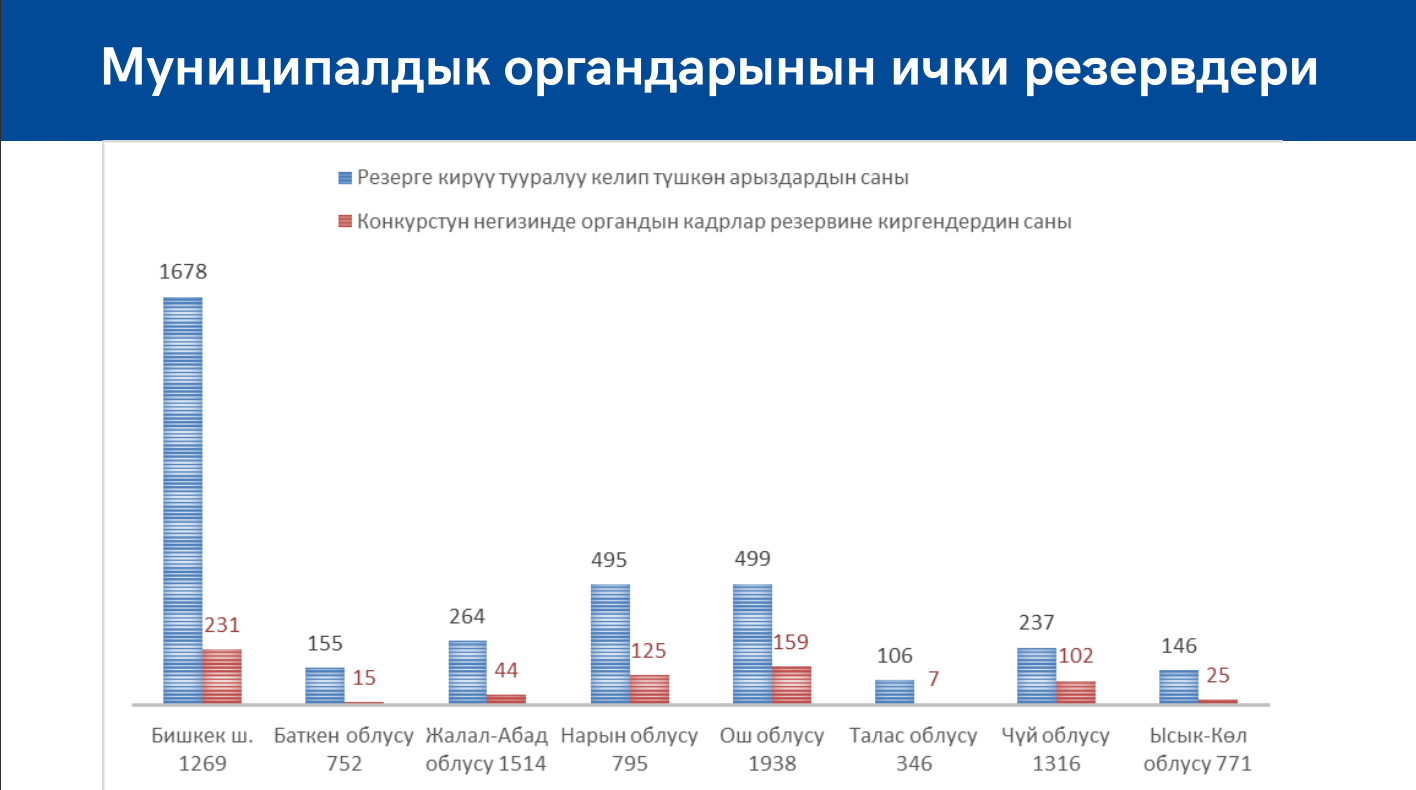 Муниципалдык органдарынын ички резервдери
Резерге кирүү тууралуу келип түшкөн арыздардын саны
Конкурстун негизинде органдын кадрлар резервине киргендердин саны
1678
231
155
15
264
44
495
125
499
159
106
7
237
102
146
25
Бишкек ш.
1269
Баткен облусу
752
Жалал-Абад
облусу 1514
Нарын облусу
795
Ош облусу
1938
Талас облусу
346
Чүй облусу
1316
Ысык-Көл
облусу 771